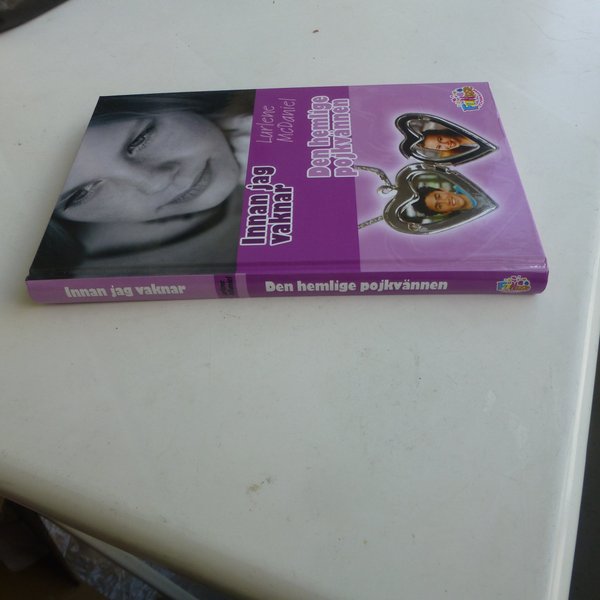 Lurlene
McDaniel
Innan jag
vaknar
Den hemlige
pojkvännen
Innan jag vaknar
Den hemlige pojkvännen